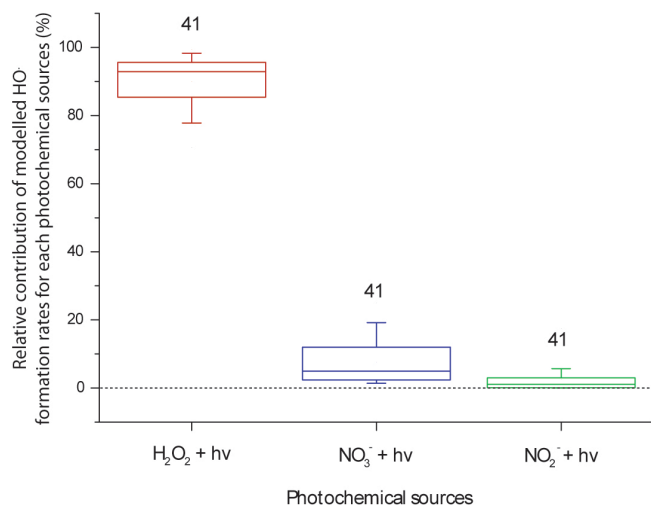 Relative contribution of modelled HO·
formation rates for each photochemical sources (%)
100
80
60
40
20
0
41
41
41
H₂O₂ + hv
NO₃⁻ + hv
NO₂⁻ + hv
Photochemical sources